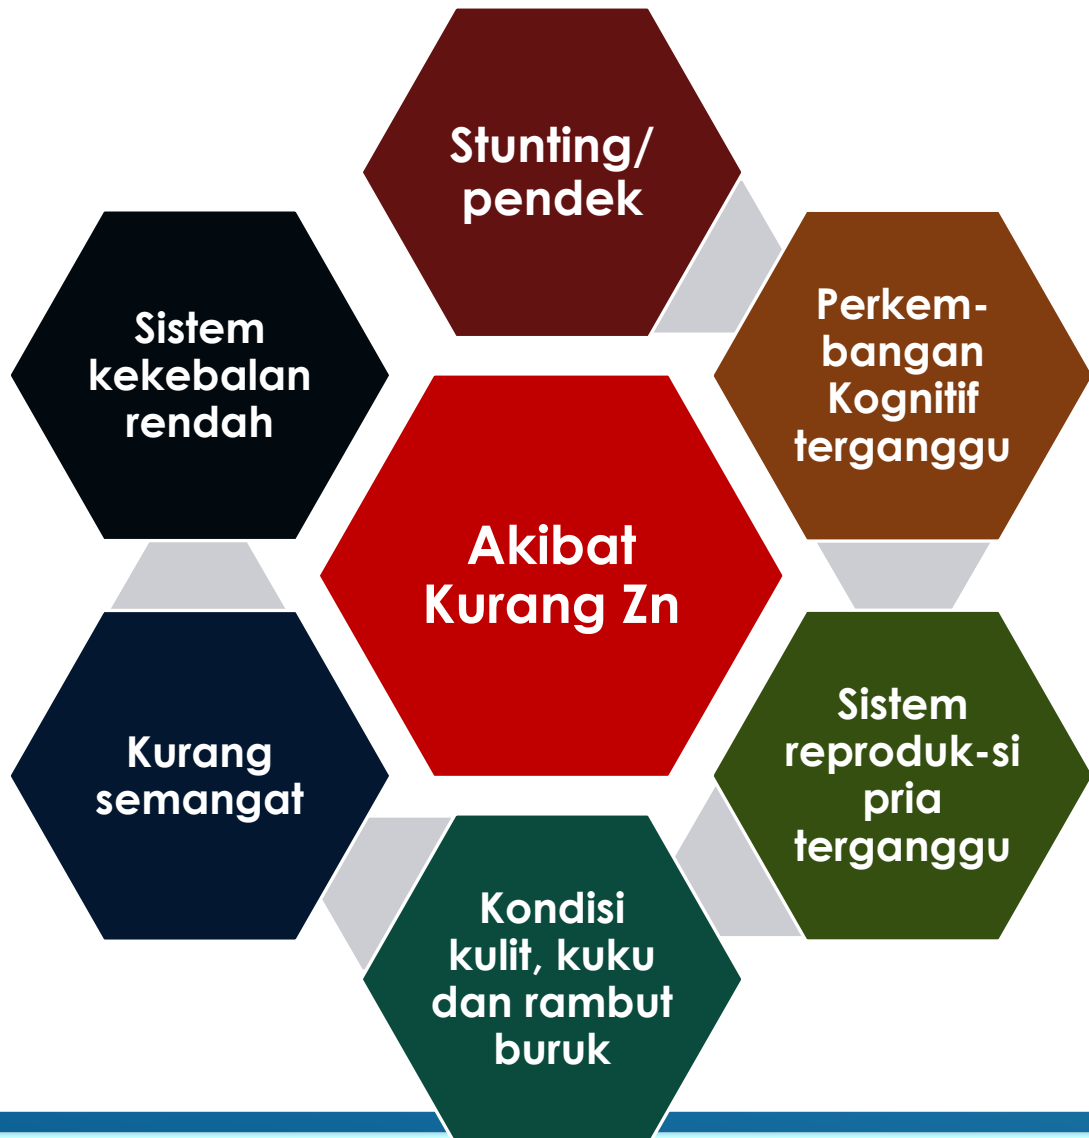 Stunting/
pendek
Perkem-
bangan
Kognitif
terganggu
Sistem
reproduk-si
pria
terganggu
Kondisi
kulit, kuku
dan rambut
buruk
Kurang
semangat
Sistem
kekebalan
rendah
Akibat
Kurang Zn